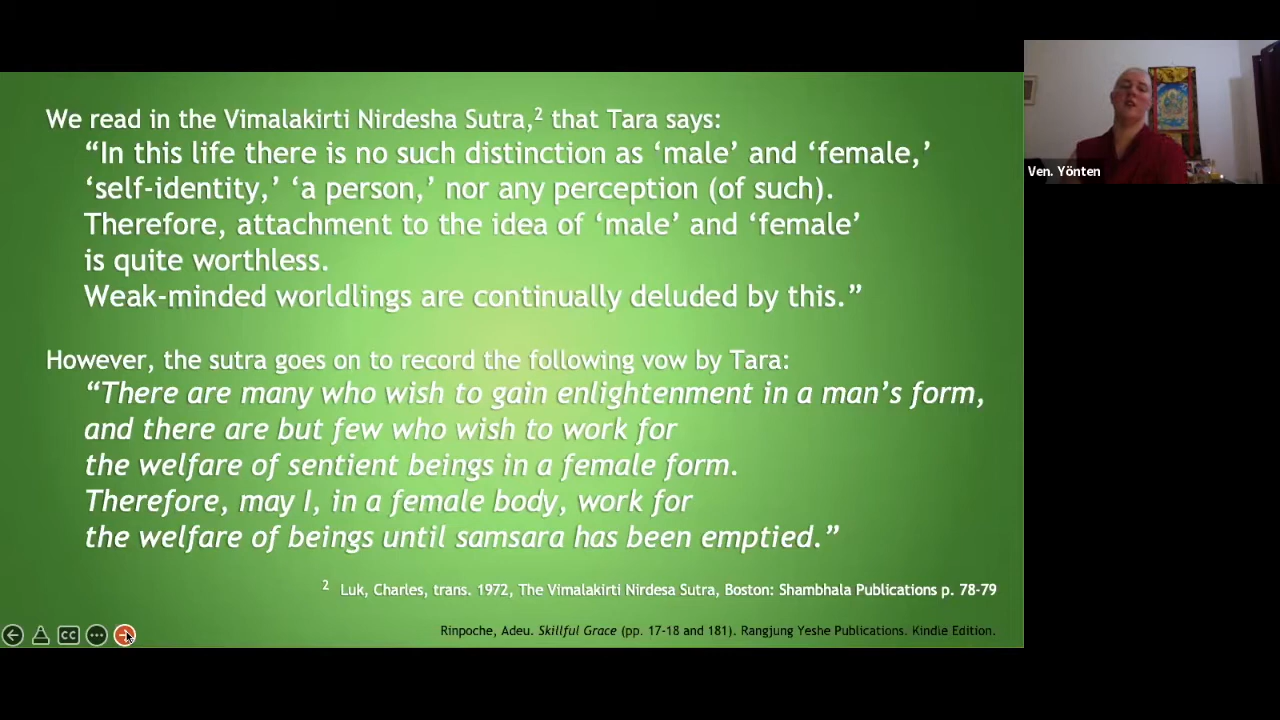 We read in the Vimalakirti Nirdesha Sutra,2 that Tara says:
“In this life there is no such distinction as ‘male’ and ‘female,’
‘self-identity,’ ‘a person,’ nor any perception (of such).
Therefore, attachment to the idea of ‘male’ and ‘female’
is quite worthless.
Weak-minded worldlings are continually deluded by this.”
However, the sutra goes on to record the following vow by Tara:
“There are many who wish to gain enlightenment in a man’s form,
and there are but few who wish to work for
the welfare of sentient beings in a female form.
Therefore, may I, in a female body, work for
the welfare of beings until samsara has been emptied.”
2 Luk, Charles, trans. 1972, The Vimalakirti Nirdesa Sutra, Boston: Shambhala Publications p. 78-79
Rinpoche, Adeu. Skillful Grace (pp. 17-18 and 181). Rangjung Yeshe Publications. Kindle Edition.
CC
Ven. Yönten